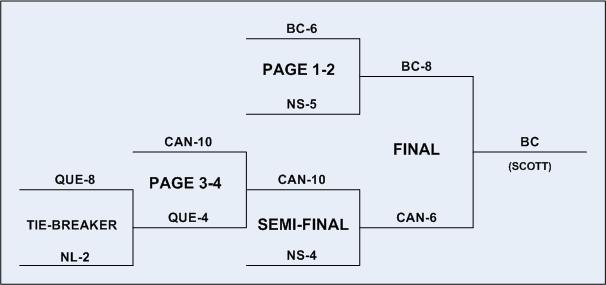 BC-6
PAGE 1-2
BC-8
NS-5
CAN-10
FINAL
BC
(SCOTT)
QUE-8
PAGE 3-4
CAN-10
TIE-BREAKER
QUE-4
SEMI-FINAL
CAN-6
NL-2
NS-4